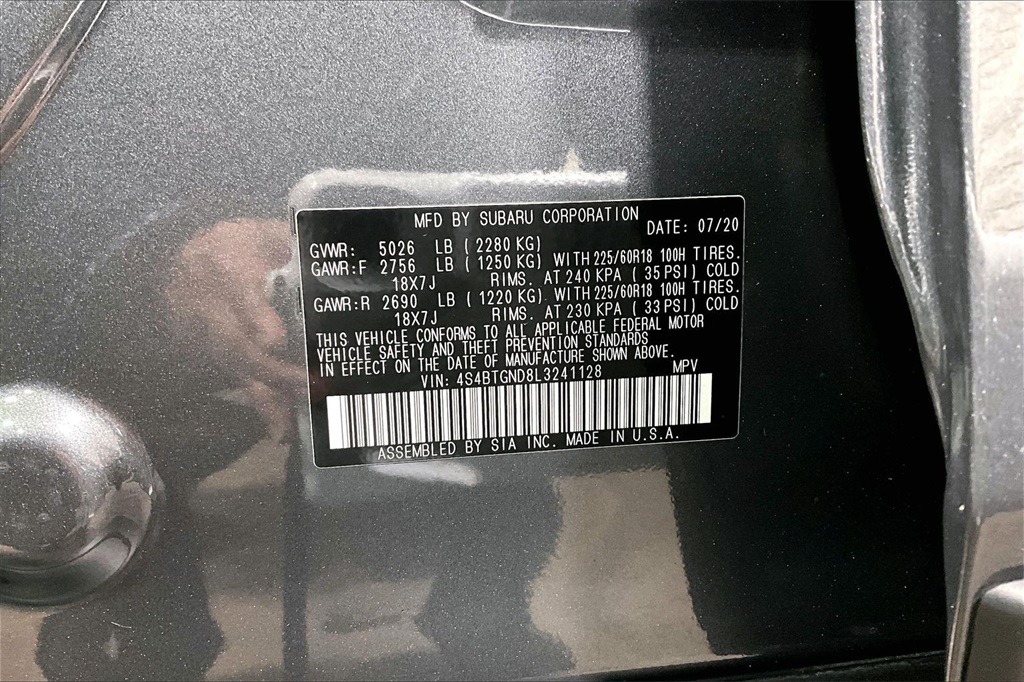 MFD BY SUBARU CORPORATION
DATE: 07/20
GVWR: 5026 LB (2280 KG)
GAWR:F 2756 LB (1250 KG) WITH 225/60R18 100H TIRES.
18X7J RIMS. AT 240 KPA (35 PSI) COLD
GAWR:R 2690 LB (1220 KG) WITH 225/60R18 100H TIRES.
18X7J RIMS. AT 230 KPA (33 PSI) COLD
THIS VEHICLE CONFORMS TO ALL APPLICABLE FEDERAL MOTOR
VEHICLE SAFETY AND THEFT PREVENTION STANDARDS
IN EFFECT ON THE DATE OF MANUFACTURE SHOWN ABOVE.
VIN: 4S4BTGND8L3241128 MPV
ASSEMBLED BY SIA INC. MADE IN U.S.A.